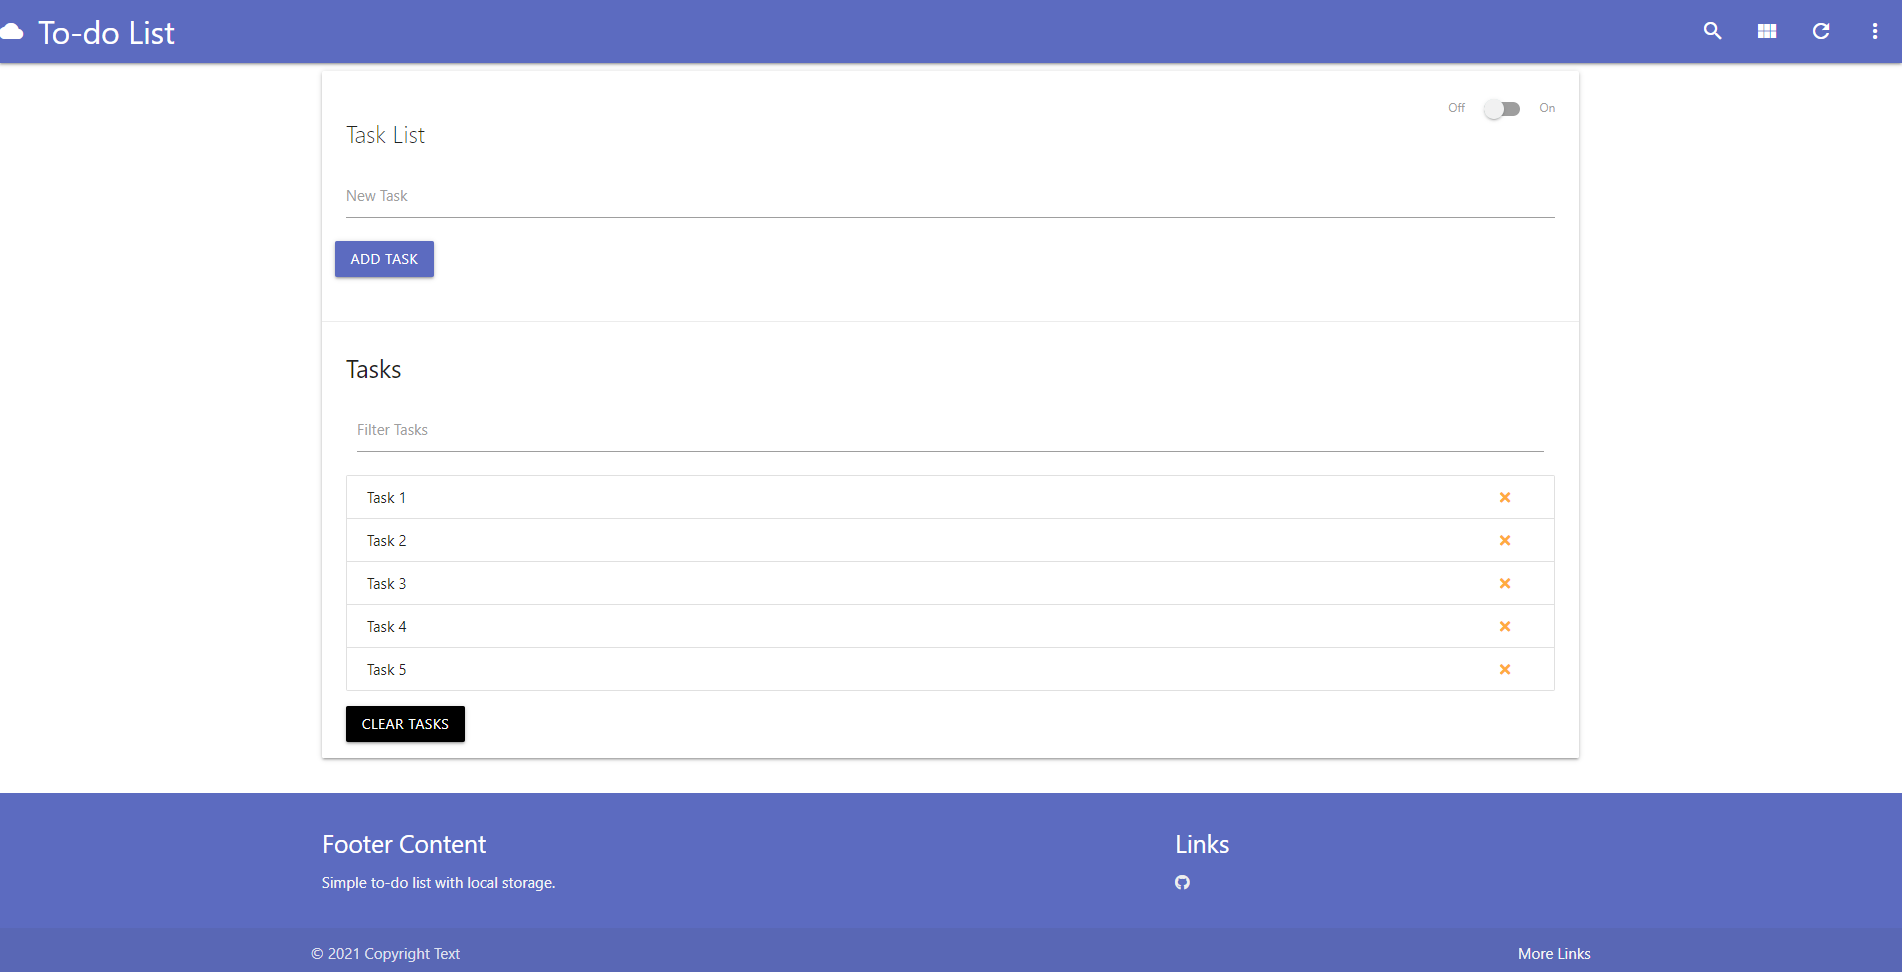 To-do List
Off On
Task List
New Task
ADD TASK
Tasks
Filter Tasks
Task 1
Task 2
Task 3
Task 4
Task 5
CLEAR TASKS
Footer Content
Simple to-do list with local storage.
Links
© 2021 Copyright Text
More Links